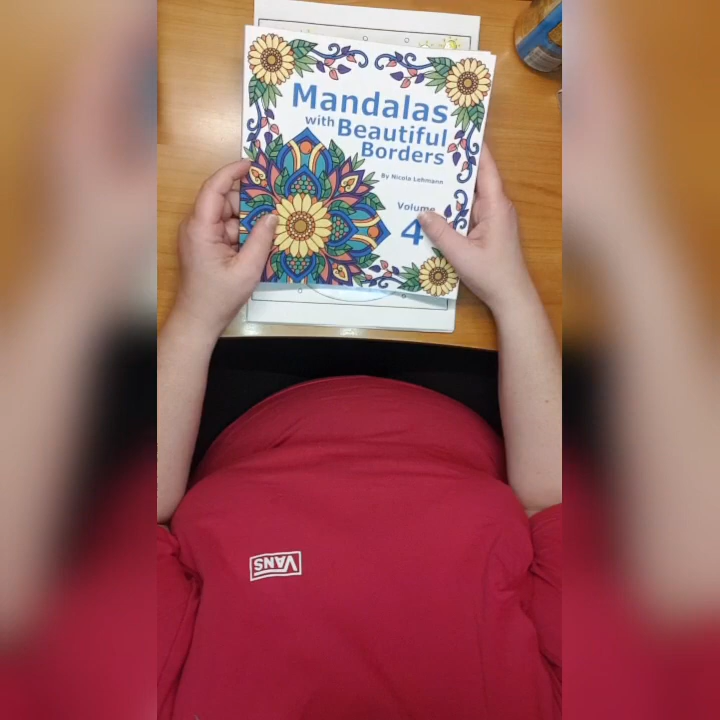 Mandalas
with Beautiful
Borders
By Nicola Lohmann
Volume
4
VANS